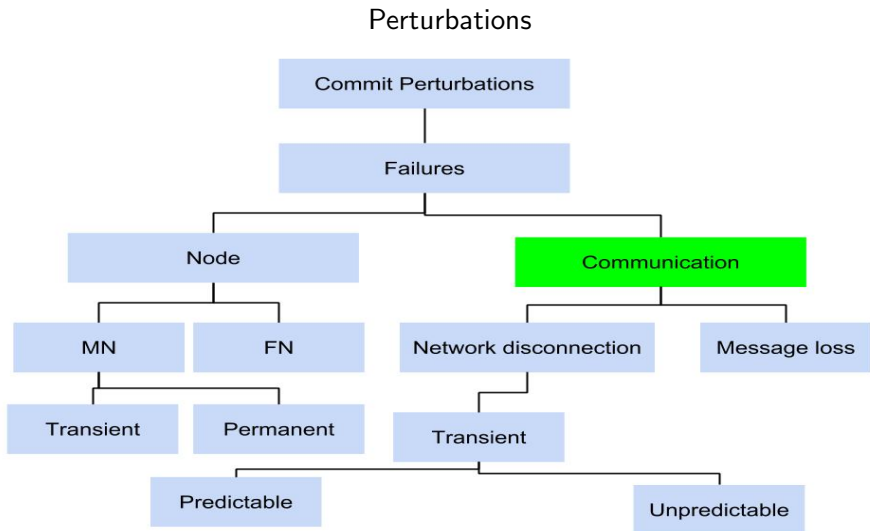 Perturbations
Commit Perturbations
Failures
Node
Communication
MN
FN
Network disconnection
Message loss
Transient
Permanent
Transient
Predictable
Unpredictable